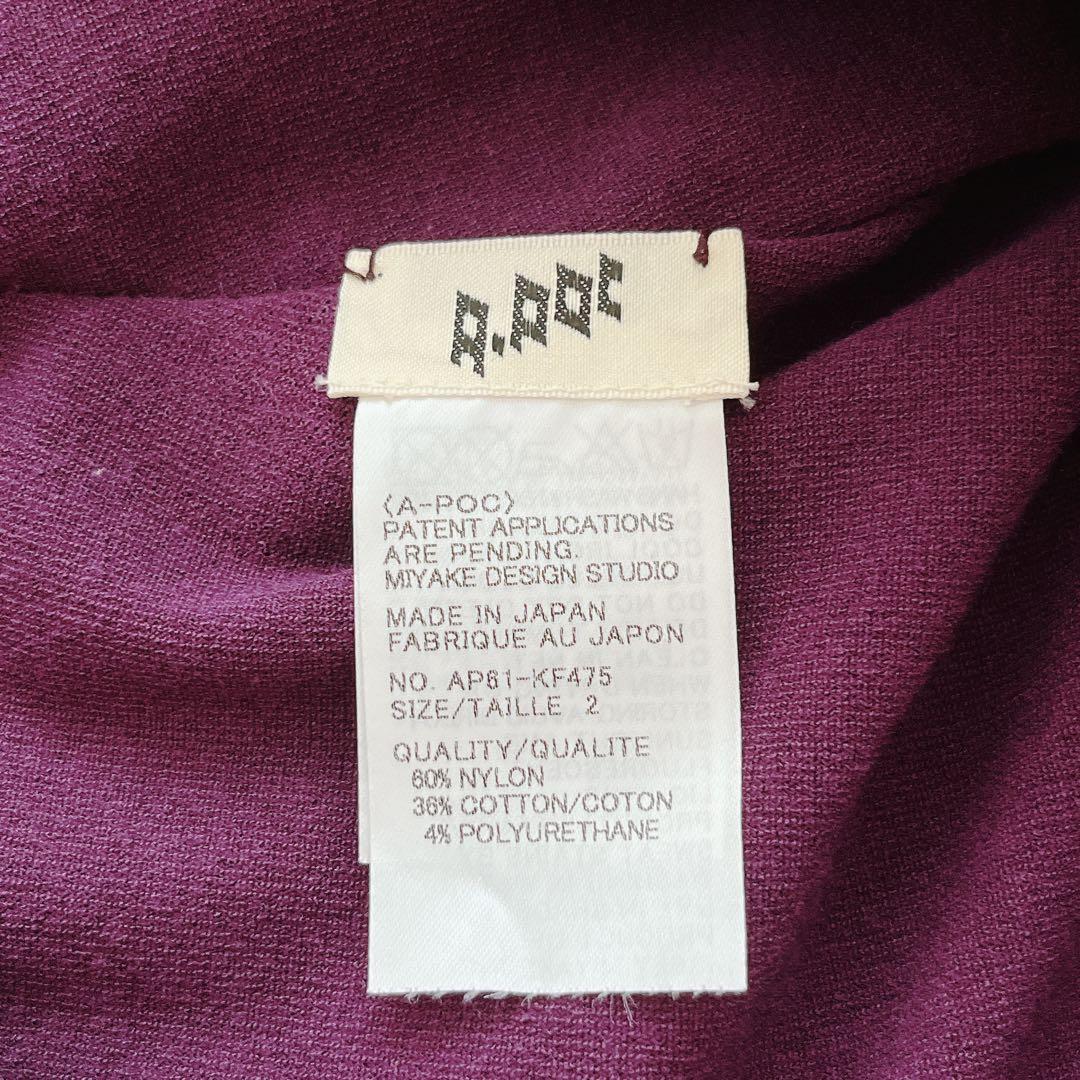 A.POC
(A-POC)
PATENT APPLICATIONS
ARE PENDING.
MIYAKE DESIGN STUDIO
MADE IN JAPAN
FABRIQUE AU JAPON
NO. AP61-KF475
SIZE/TAILLE 2
QUALITY/QUALITE
60% NYLON
36% COTTON/COTON
4% POLYURETHANE